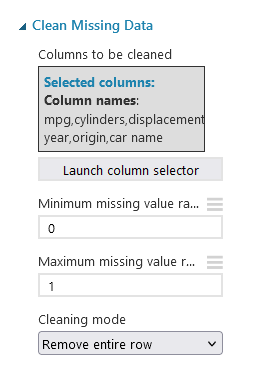 Clean Missing Data
Columns to be cleaned
Selected columns:
Column names:
mpg,cylinders,displacement
year,origin,car name
Launch column selector
Minimum missing value ra...
0
Maximum missing value r...
1
Cleaning mode
Remove entire row